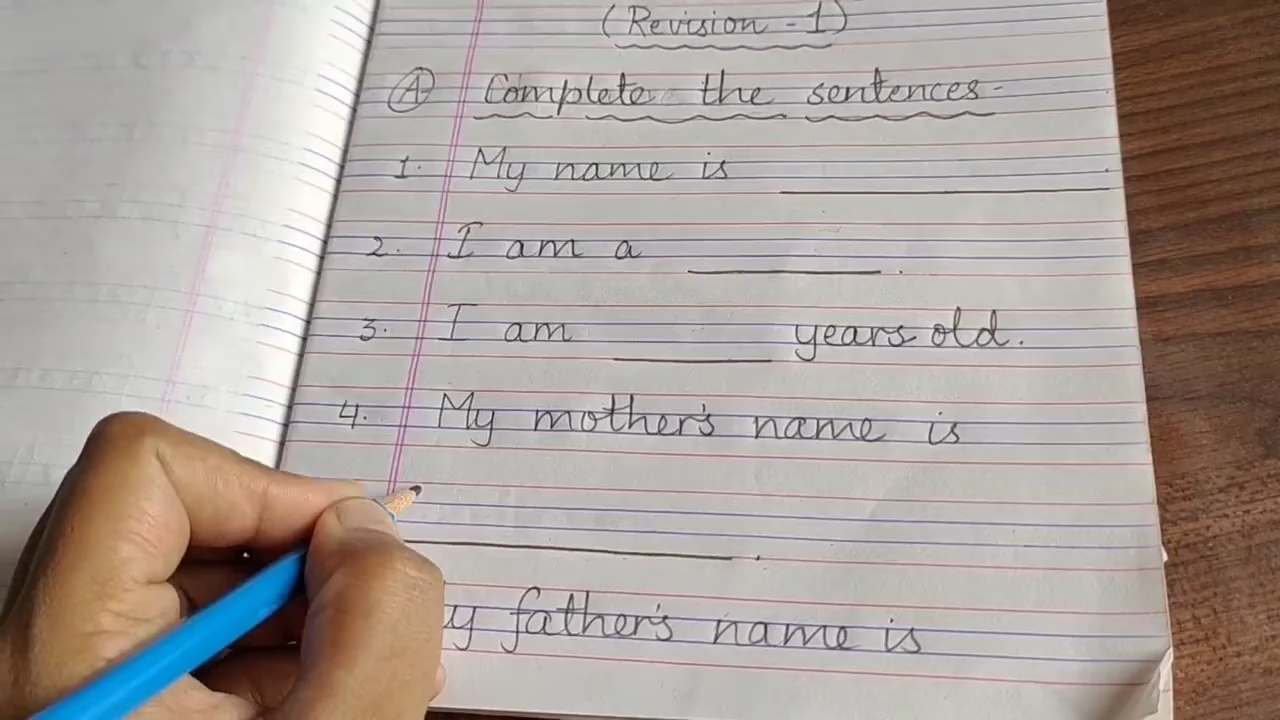 (Revision - 1)
A Complete the sentences-
1. My name is ____________.
2. I am a ________.
3. I am ________ years old.
4. My mother's name is
____________.
y father's name is